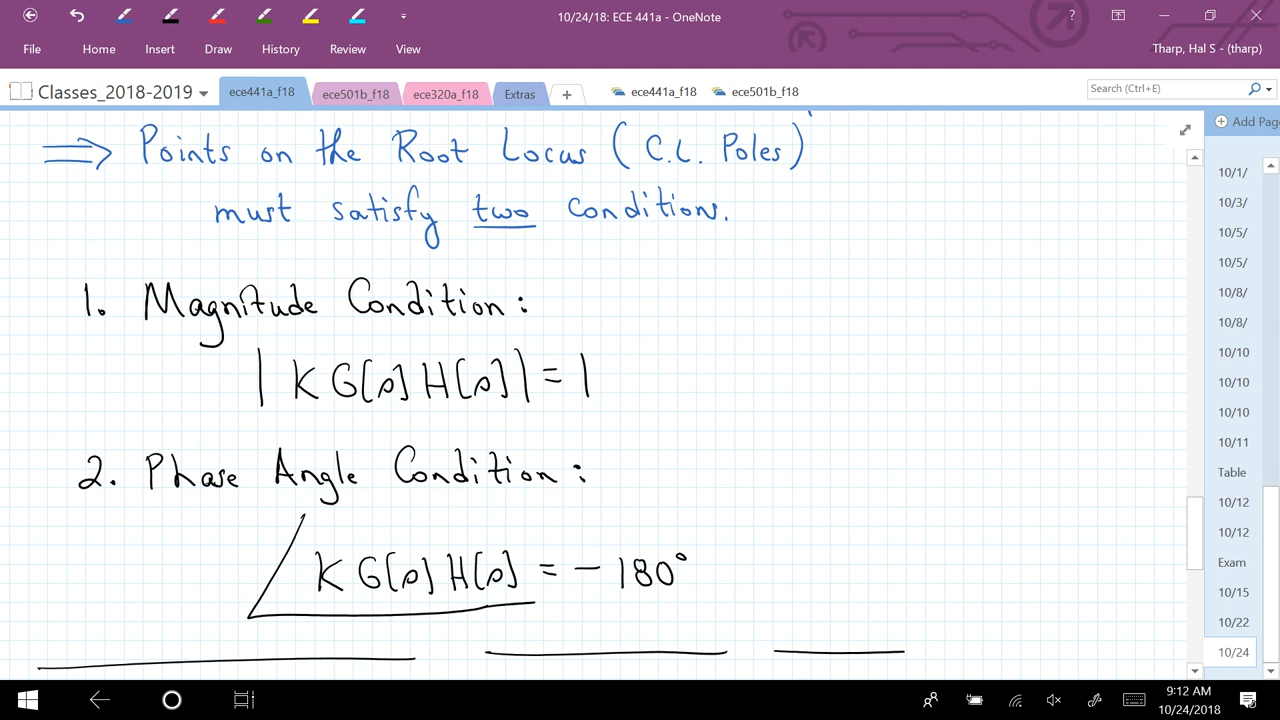 10/24/18: ECE 441a - OneNote
?
File Home Insert Draw History Review View
Tharp, Hal S - (tharp)
Classes_2018-2019
ece441a_f18 ece501b_f18 ece320a_f18 Extras + ece441a_f18 ece501b_f18
Search (Ctrl+E)
⇒ Points on the Root Locus (C.L. Poles)
must satisfy two conditions.
1. Magnitude Condition:
|KG(s)H(s)| = 1
2. Phase Angle Condition:
∠KG(s)H(s) = -180°
+ Add Page
10/1/
10/3/
10/5/
10/5/
10/8/
10/8/
10/10
10/10
10/10
10/11
Table
10/12
10/12
Exam
10/15
10/22
10/24
9:12 AM
10/24/2018